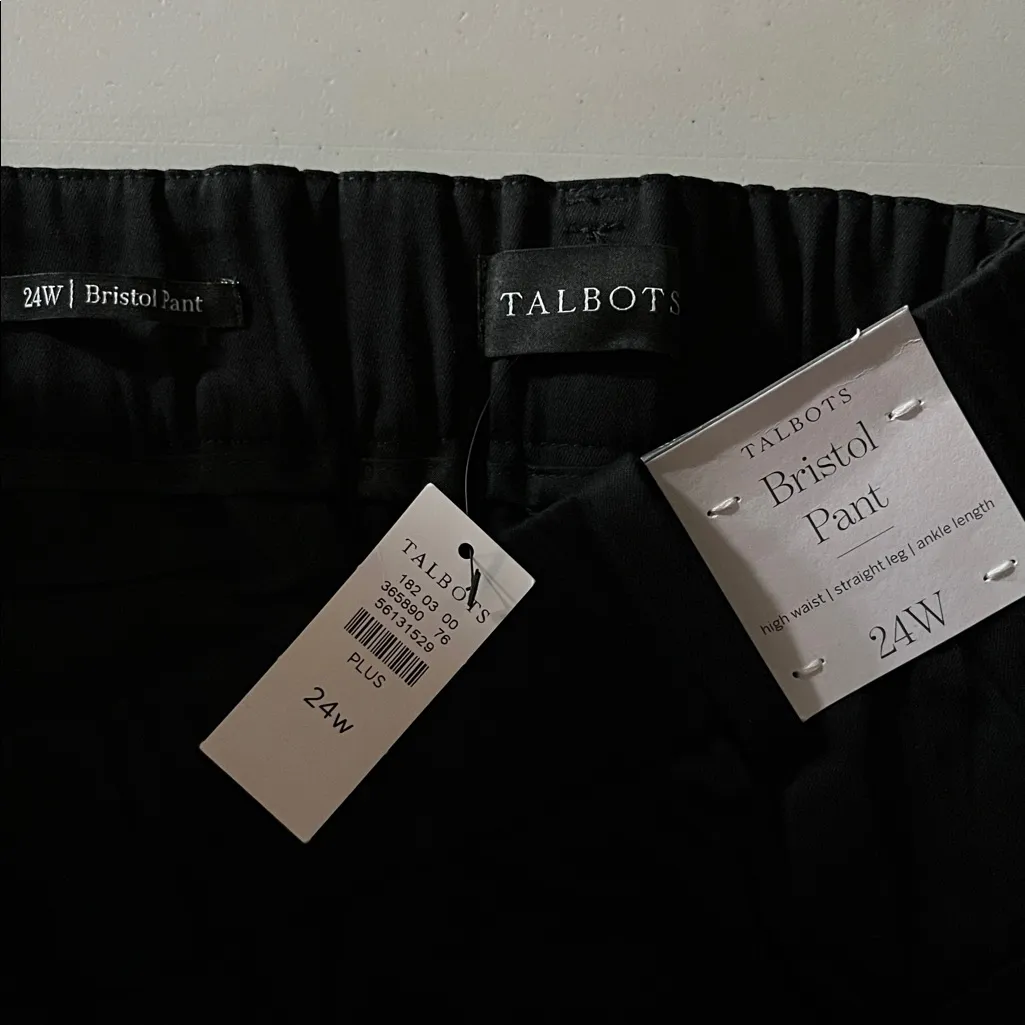 24W | Bristol Pant
TALBOTS
TALBOTS
182 03 00
365890 76
56131529
PLUS
24W
TALBOTS
Bristol
Pant
high waist | straight leg | ankle length
24W